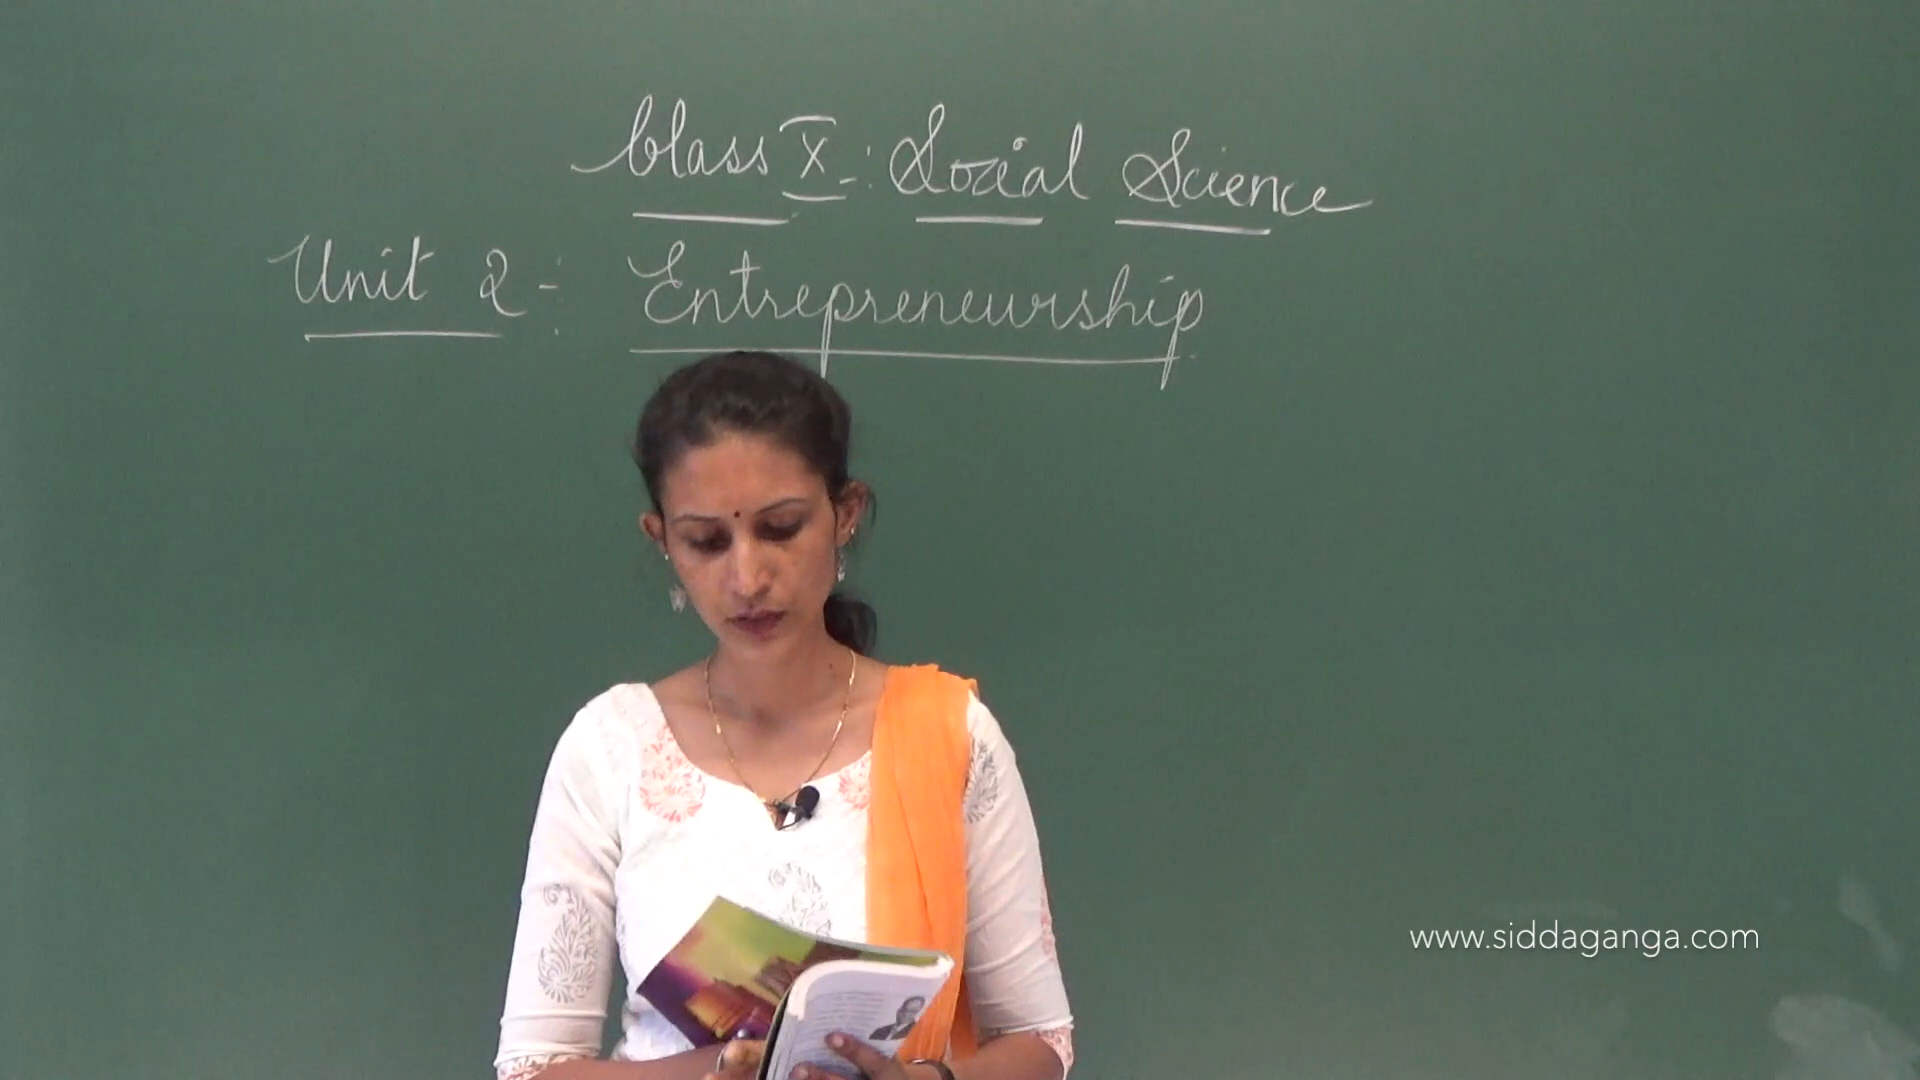 Class X : Social Science
Unit 2 : Entrepreneurship
www.siddaganga.com